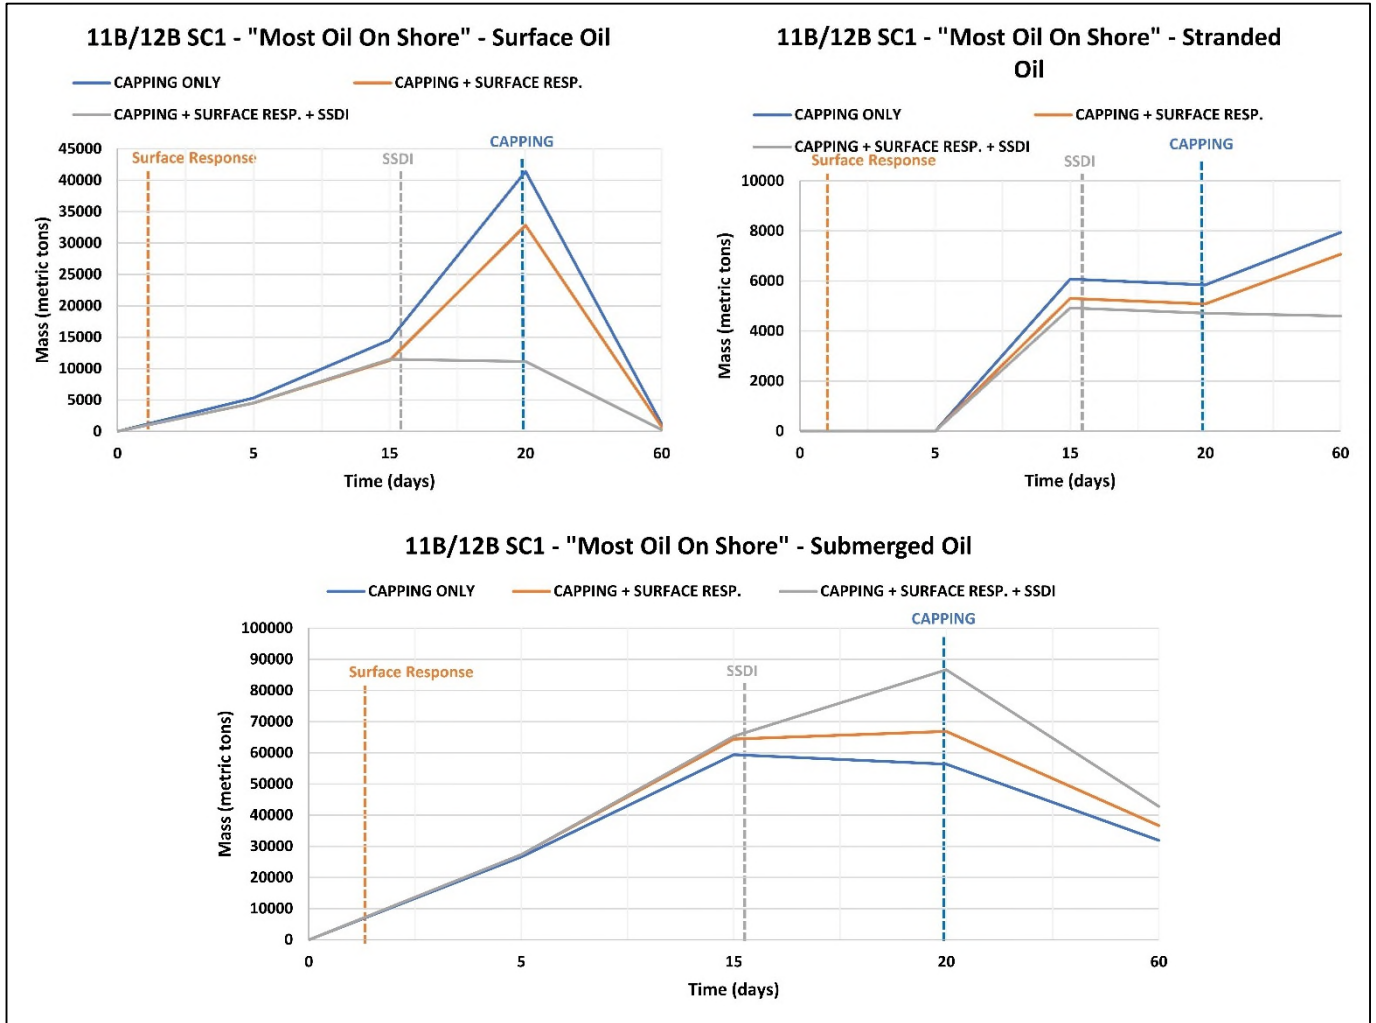 11B/12B SC1 - "Most Oil On Shore" - Surface Oil
CAPPING ONLY
CAPPING + SURFACE RESP.
CAPPING + SURFACE RESP. + SSDI
CAPPING
Surface Response
SSDI
45000
40000
35000
30000
25000
20000
15000
10000
5000
0
Mass (metric tons)
0 5 15 20 60
Time (days)
11B/12B SC1 - "Most Oil On Shore" - Stranded
Oil
CAPPING ONLY
CAPPING + SURFACE RESP.
CAPPING + SURFACE RESP. + SSDI
CAPPING
Surface Response
SSDI
10000
8000
6000
4000
2000
0
Mass (metric tons)
0 5 15 20 60
Time (days)
11B/12B SC1 - "Most Oil On Shore" - Submerged Oil
CAPPING ONLY
CAPPING + SURFACE RESP.
CAPPING + SURFACE RESP. + SSDI
CAPPING
Surface Response
SSDI
100000
90000
80000
70000
60000
50000
40000
30000
20000
10000
0
Mass (metric tons)
0 5 15 20 60
Time (days)